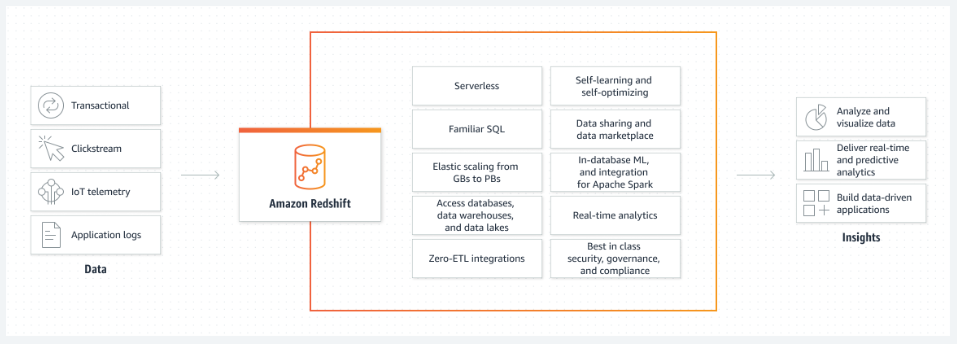 Transactional
Clickstream
IoT telemetry
Application logs
Data
Amazon Redshift
Serverless
Familiar SQL
Elastic scaling from
GBs to PBs
Access databases,
data warehouses,
and data lakes
Zero-ETL integrations
Self-learning and
self-optimizing
Data sharing and
data marketplace
In-database ML,
and integration
for Apache Spark
Real-time analytics
Best in class
security, governance,
and compliance
Analyze and
visualize data
Deliver real-time
and predictive
analytics
Build data-driven
applications
Insights